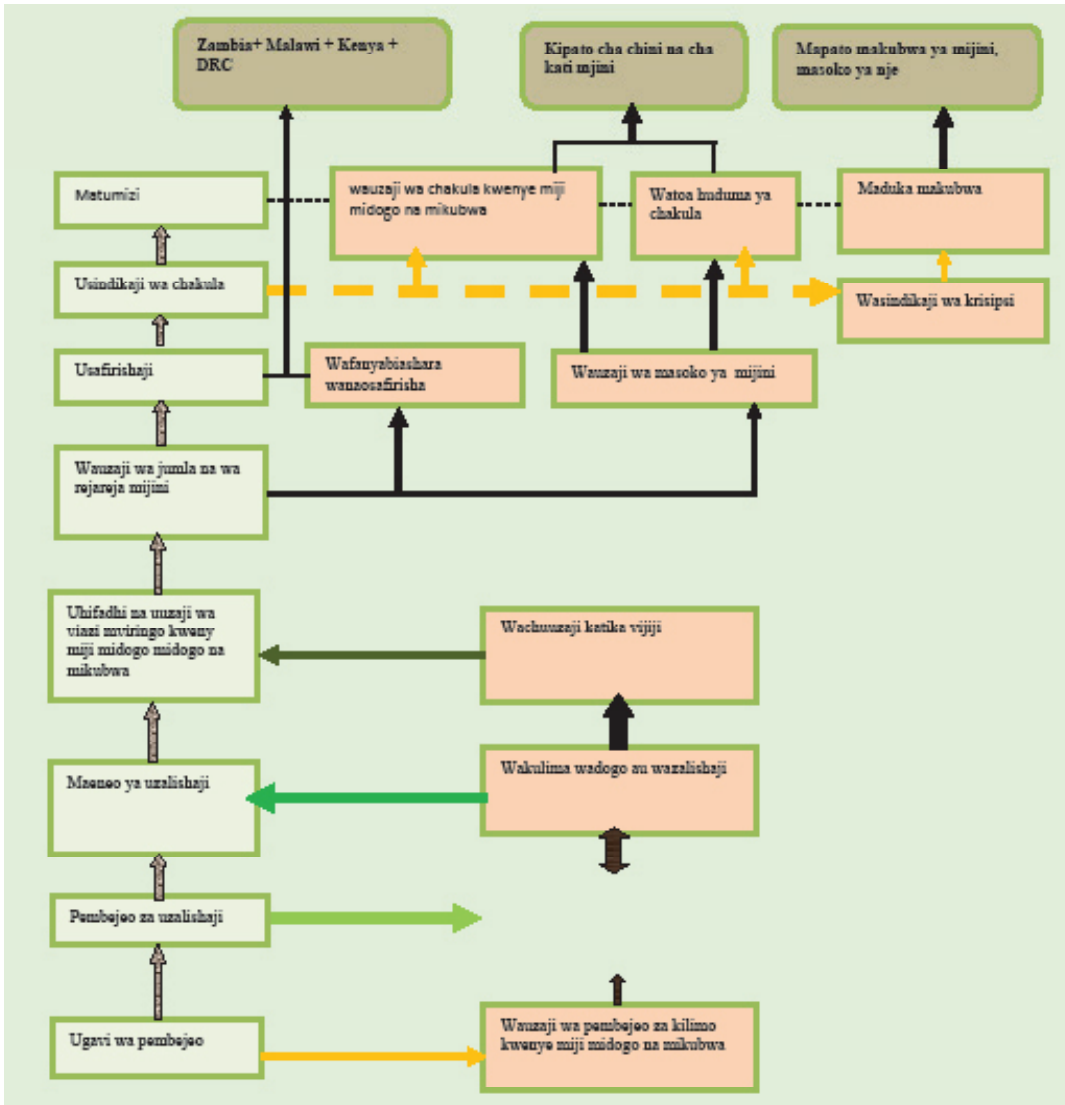 Zambia+ Malawi + Kenya +
DRC
Kipato cha chini na cha
kati mjini
Mapato makubwa ya mijini,
masoko ya nje
Matumizi
wauzaji wa chakula kwenye miji
midogo na mikubwa
Watoa huduma ya
chakula
Maduka makubwa
Usindikaji wa chakula
Wasindikaji wa krisipsi
Usafirishaji
Wafanyabiashara
wanaosafirisha
Wauzaji wa masoko ya mijini
Wauzaji wa jumla na wa
rejareja mijini
Uhifadhi na uuzaji wa
viazi mviringo kweny
miji midogo midogo na
mikubwa
Wachuuzaji katika vijiji
Maeneo ya uzalishaji
Wakulima wadogo au wazalishaji
Pembejeo za uzalishaji
Ugavi wa pembejeo
Wauzaji wa pembejeo za kilimo
kwenye miji midogo na mikubwa